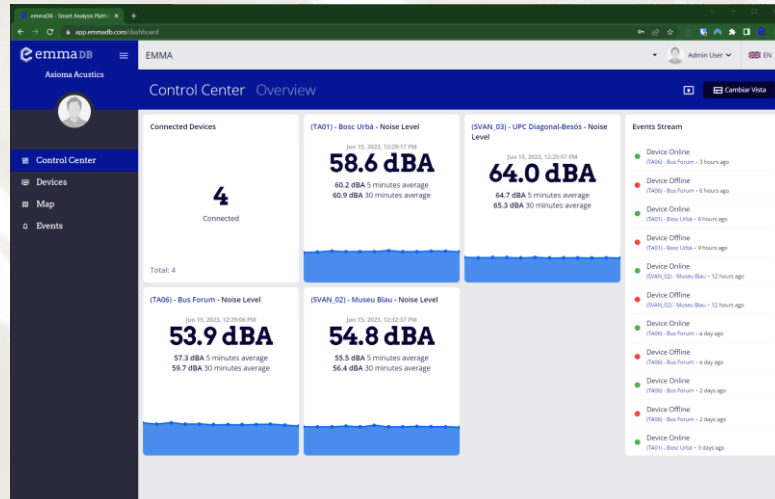 emmaDB - Smart Analysis Platfo
app.emmadb.com/dashboard
emmaDB
EMMA
Admin User
EN
Axioma Acustics
Control Center Overview
Cambiar Vista
Control Center
Devices
Map
Events
Connected Devices
4
Connected
Total: 4
(TA01) - Bosc Urbà - Noise Level
Jun 15, 2023, 12:29:17 PM
58.6 dBA
60.2 dBA 5 minutes average
60.9 dBA 30 minutes average
(SVAN_03) - UPC Diagonal-Besós - Noise
Level
Jun 15, 2023, 12:25:57 PM
64.0 dBA
64.7 dBA 5 minutes average
65.3 dBA 30 minutes average
(TA06) - Bus Forum - Noise Level
Jun 15, 2023, 12:29:06 PM
53.9 dBA
57.3 dBA 5 minutes average
59.7 dBA 30 minutes average
(SVAN_02) - Museu Blau - Noise Level
Jun 15, 2023, 12:32:37 PM
54.8 dBA
55.5 dBA 5 minutes average
56.4 dBA 30 minutes average
Events Stream
Device Online
(TA06) - Bus Forum - 3 hours ago
Device Offline
(TA06) - Bus Forum - 6 hours ago
Device Online
(TA01) - Bosc Urbà - 6 hours ago
Device Offline
(TA01) - Bosc Urbà - 9 hours ago
Device Online
(SVAN_02) - Museu Blau - 12 hours ago
Device Offline
(SVAN_02) - Museu Blau - 12 hours ago
Device Online
(TA06) - Bus Forum - a day ago
Device Offline
(TA06) - Bus Forum - a day ago
Device Online
(TA06) - Bus Forum - 2 days ago
Device Offline
(TA06) - Bus Forum - 2 days ago
Device Online
(TA01) - Bosc Urbà - 3 days ago